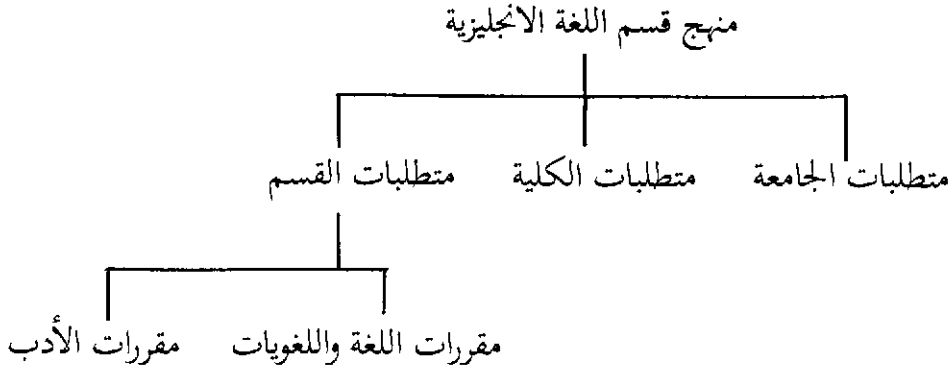 منهج قسم اللغة الانجليزية
متطلبات الجامعة متطلبات الكلية متطلبات القسم
مقررات اللغة واللغويات مقررات الأدب